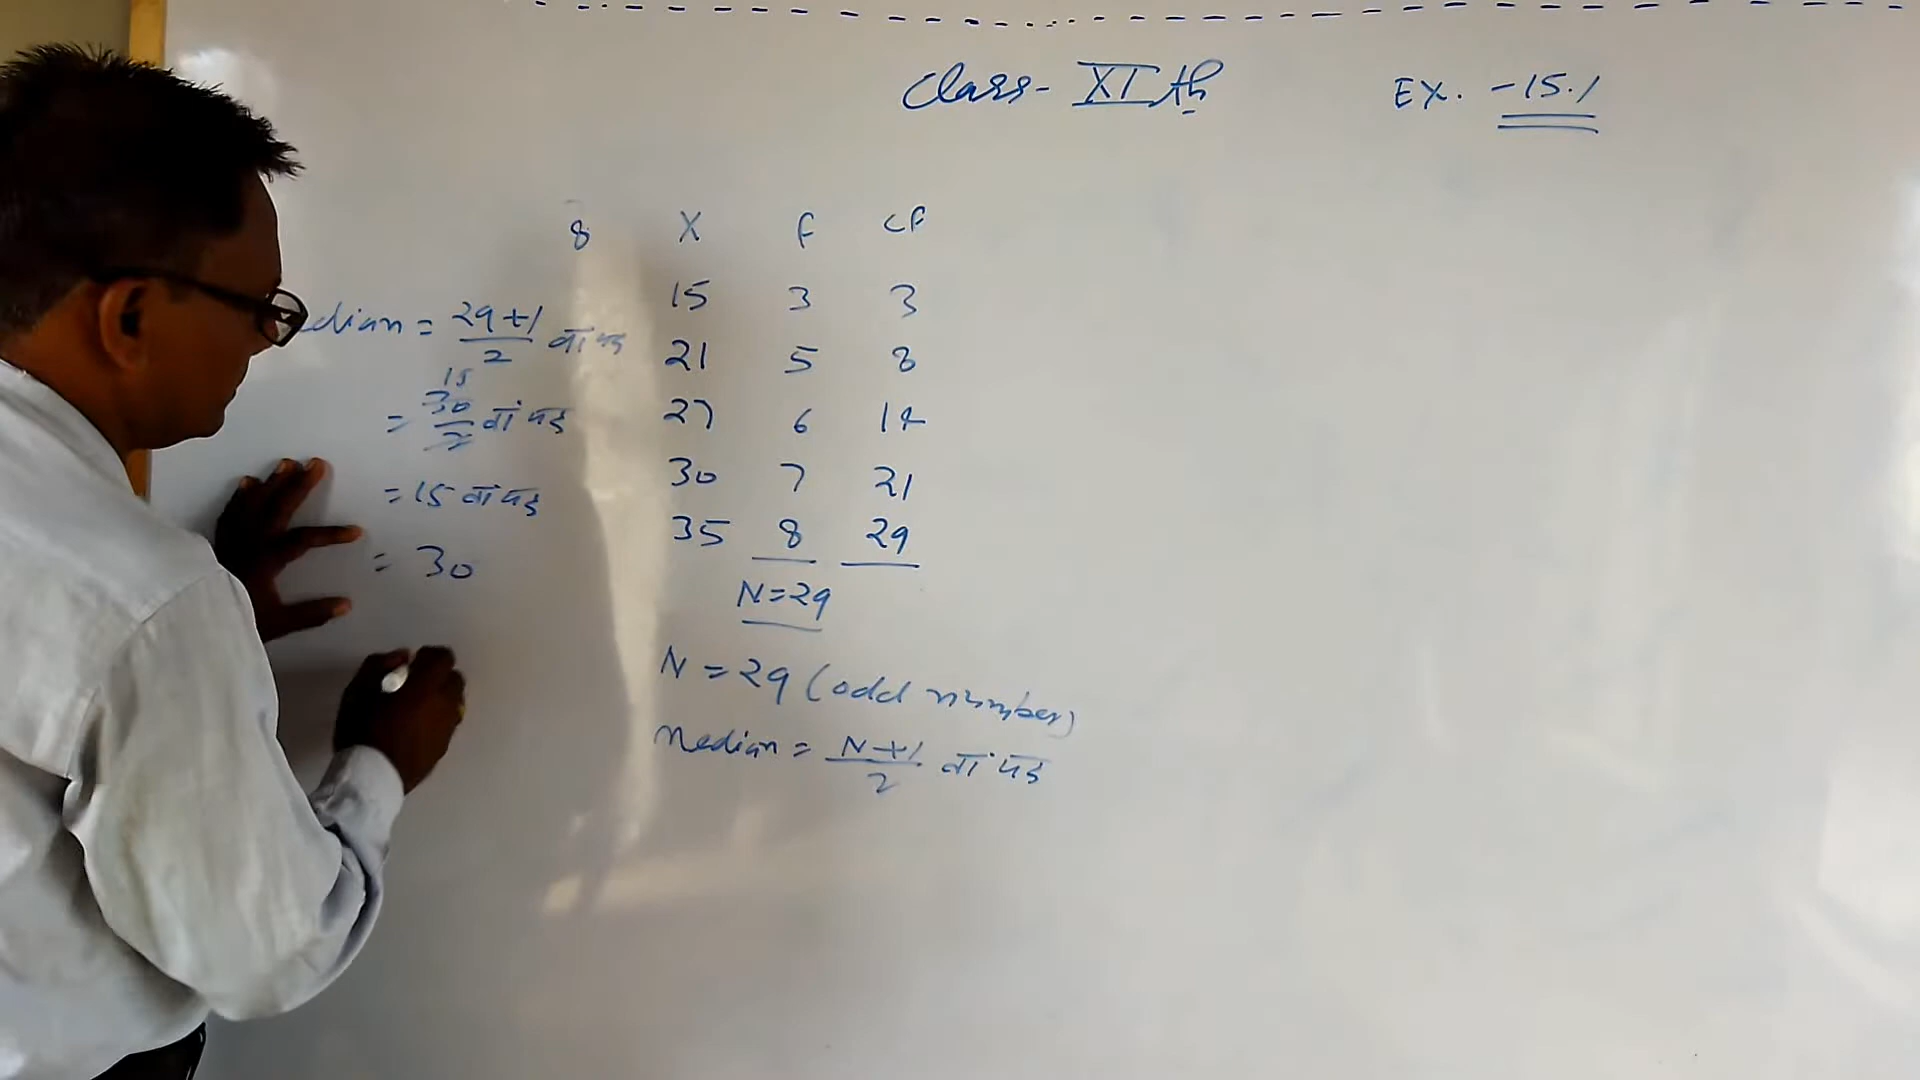 Class- XI th
EX. -15.1
8 X F CF
15 3 3
21 5 8
27 6 14
30 7 21
35 8 29
N=29
N = 29 (odd number)
Median = N+1/2 वां पद
edian = 29+1/2 वां पद
15
= 30/2 वां पद
= 15 वां पद
= 30